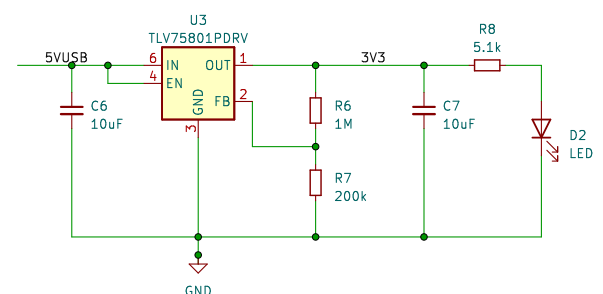 U3
TLV75801PDRV
5VUSB
6
IN
OUT
1
3V3
R8
5.1k
4
EN
GND
FB
2
3
C6
10uF
R6
1M
C7
10uF
D2
LED
R7
200k
GND